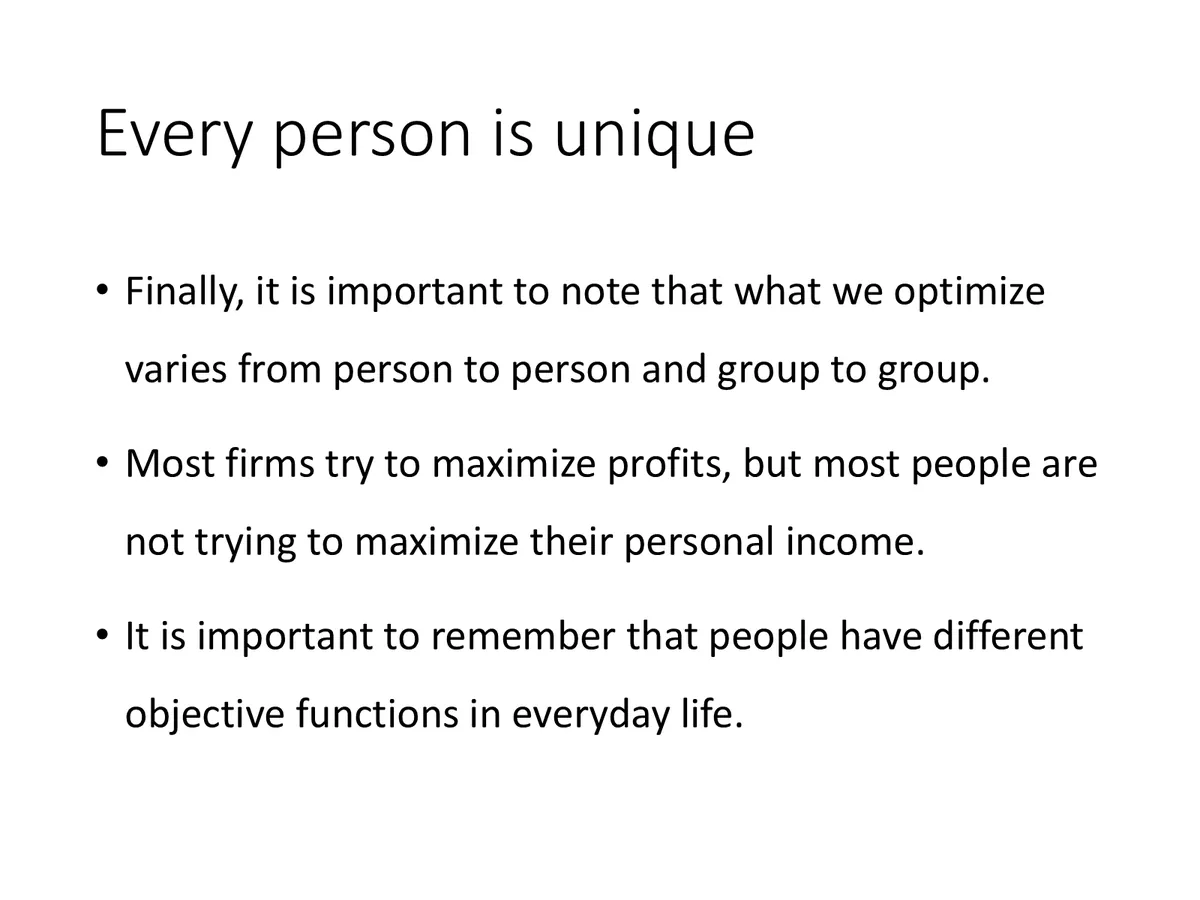 Every person is unique
• Finally, it is important to note that what we optimize
varies from person to person and group to group.
• Most firms try to maximize profits, but most people are
not trying to maximize their personal income.
• It is important to remember that people have different
objective functions in everyday life.